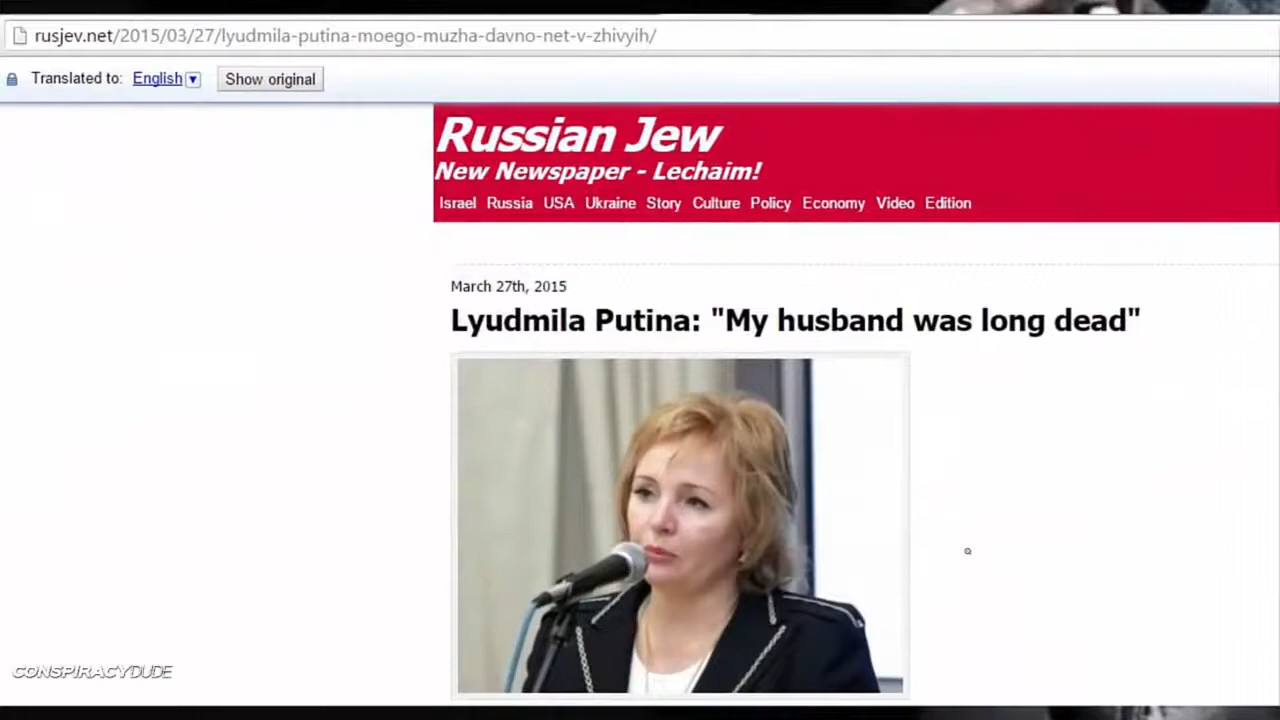 rusjev.net/2015/03/27/lyudmila-putina-moego-muzha-davno-net-v-zhivyih/
Translated to: English Show original
Russian Jew
New Newspaper - Lechaim!
Israel Russia USA Ukraine Story Culture Policy Economy Video Edition
March 27th, 2015
Lyudmila Putina: "My husband was long dead"
CONSPIRACYDUDE